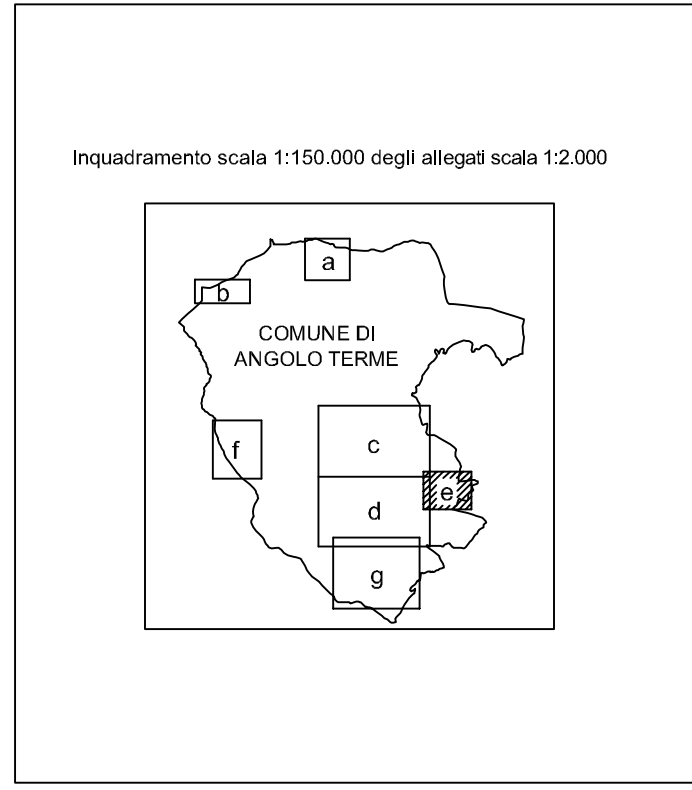 Inquadramento scala 1:150.000 degli allegati scala 1:2.000
a
b
COMUNE DI
ANGOLO TERME
c
f
e
d
g